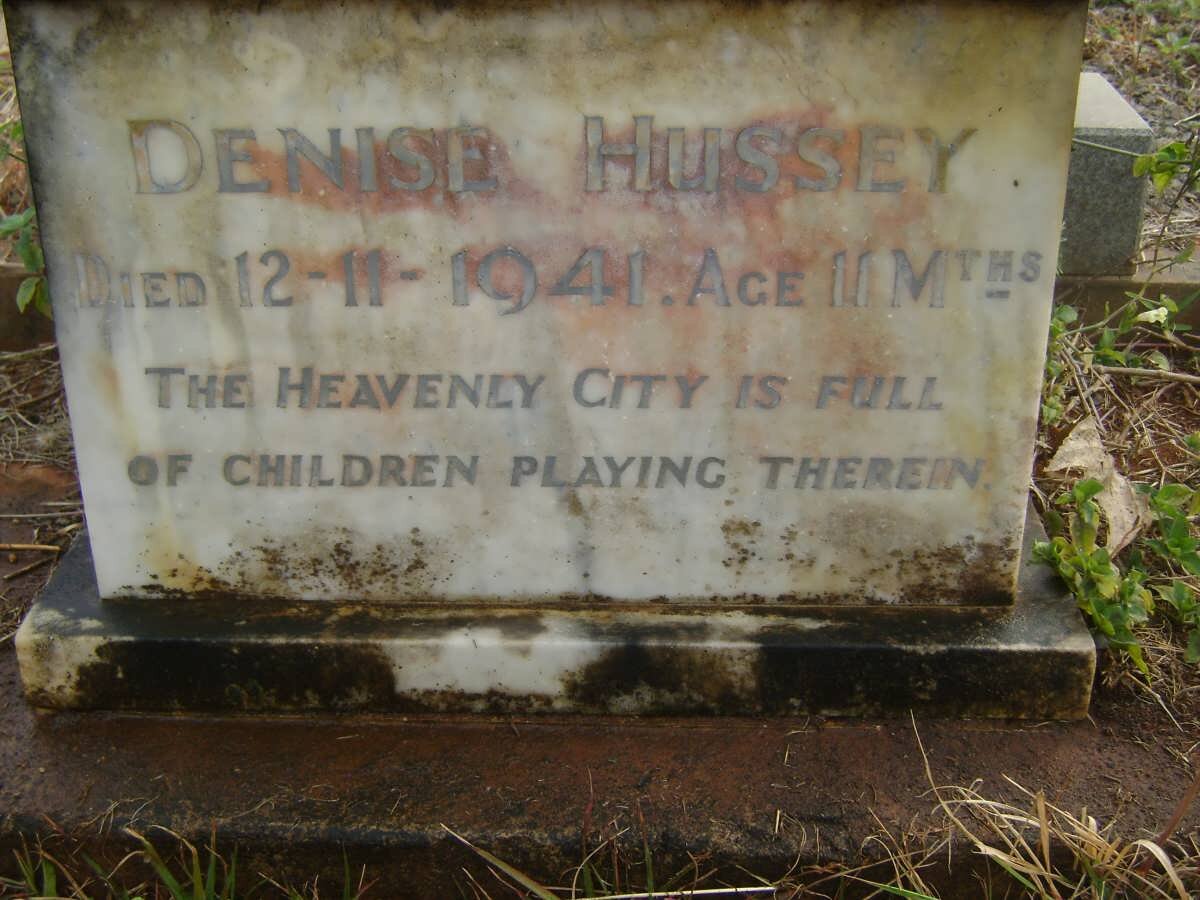 DENISE HUSSEY
DIED 12-11-1941. AGE 11 MTHS
THE HEAVENLY CITY IS FULL
OF CHILDREN PLAYING THEREIN.